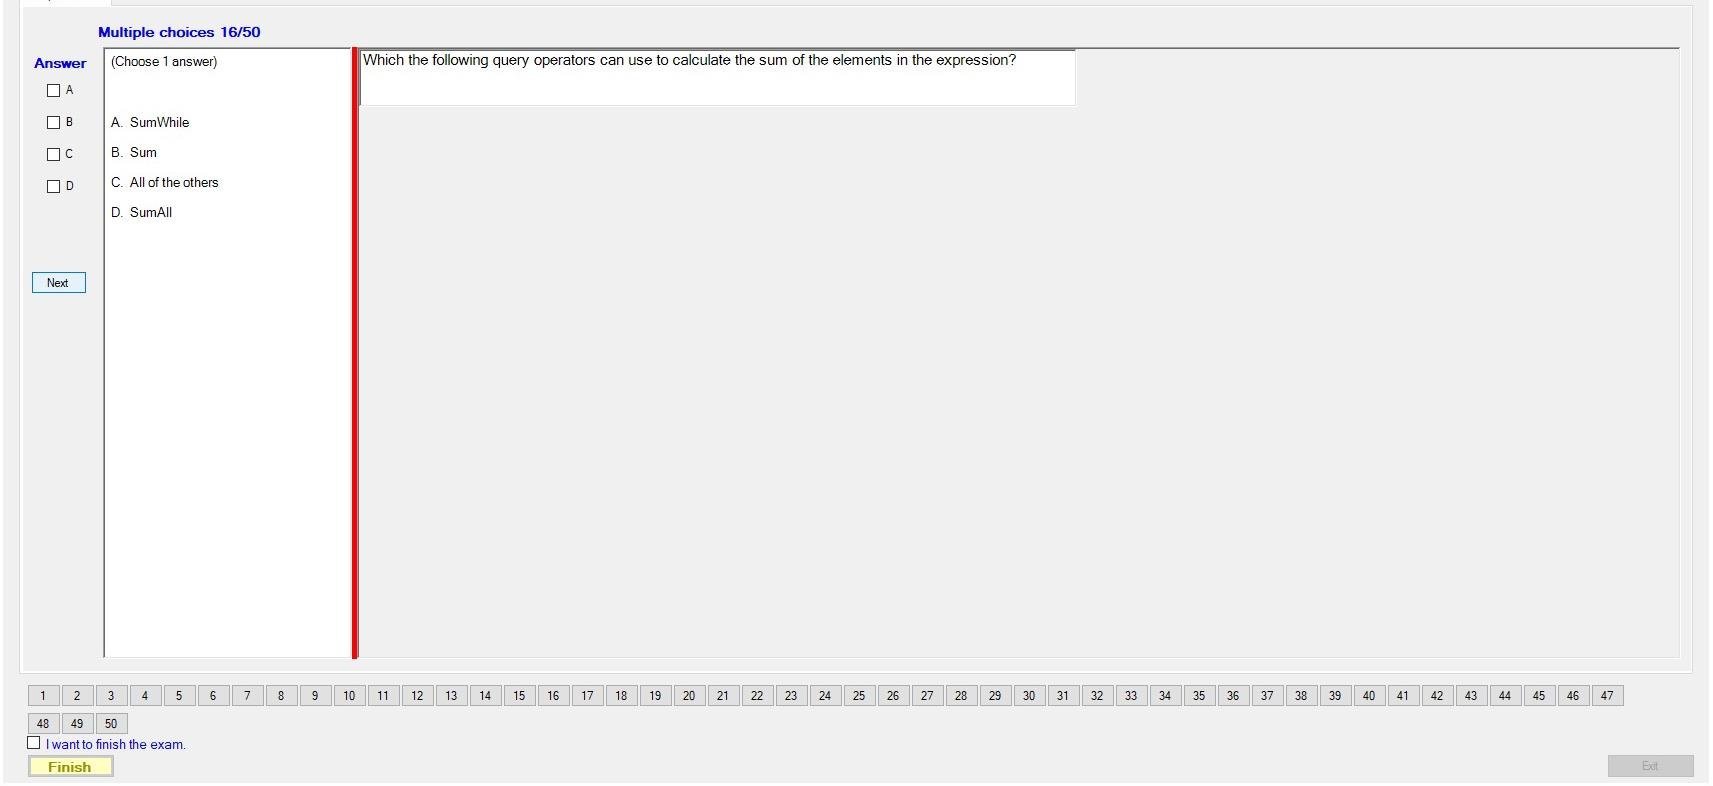 Multiple choices 16/50
Answer
(Choose 1 answer)
Which the following query operators can use to calculate the sum of the elements in the expression?
A
B
C
D
A. SumWhile
B. Sum
C. All of the others
D. SumAll
Next
1 2 3 4 5 6 7 8 9 10 11 12 13 14 15 16 17 18 19 20 21 22 23 24 25 26 27 28 29 30 31 32 33 34 35 36 37 38 39 40 41 42 43 44 45 46 47
48 49 50
I want to finish the exam.
Finish
Exit